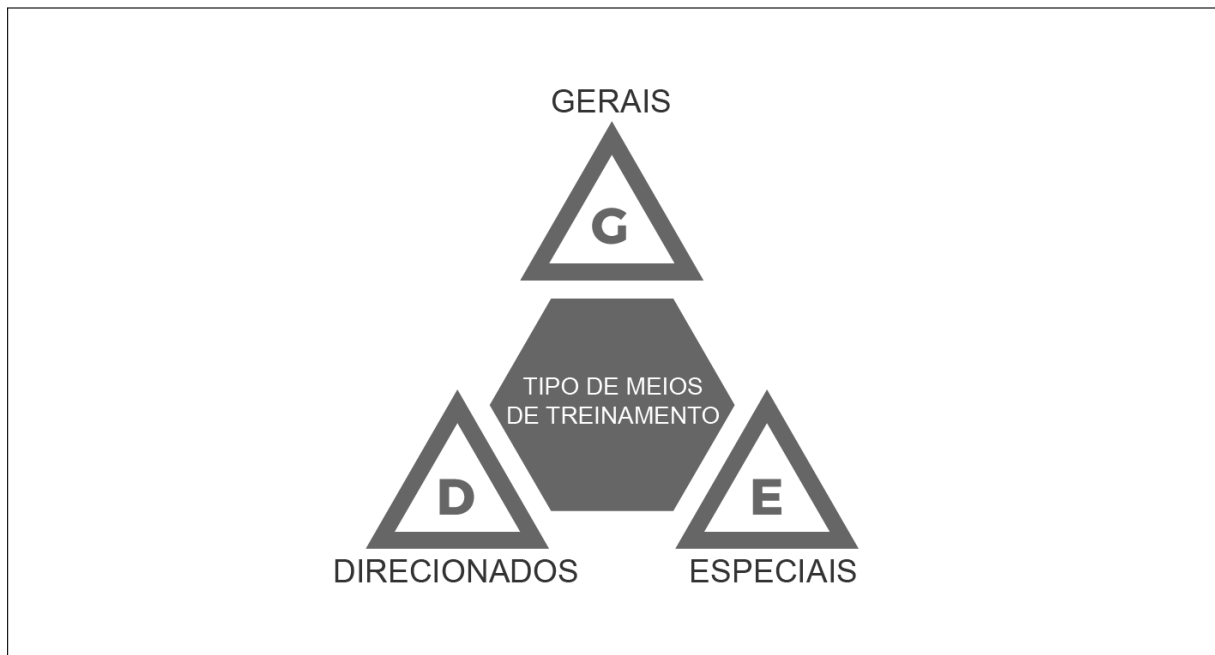 GERAIS
G
TIPO DE MEIOS
DE TREINAMENTO
D
E
DIRECIONADOS
ESPECIAIS